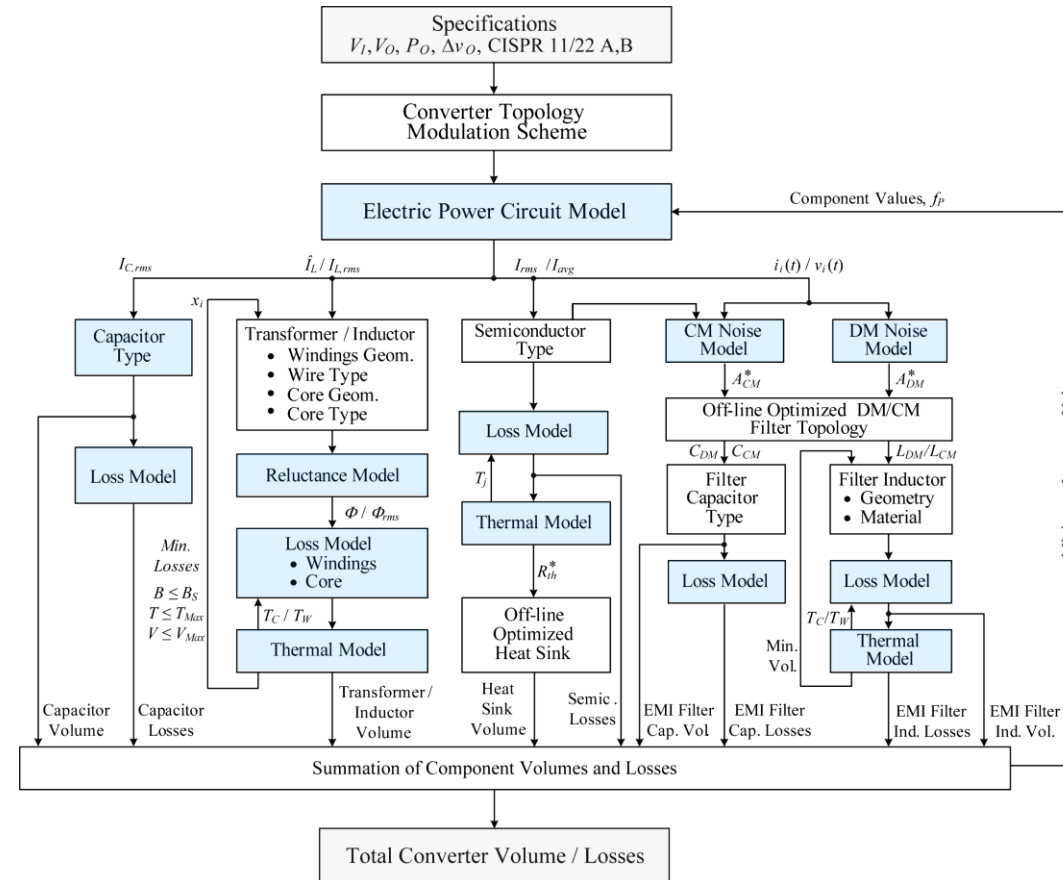 Specifications
V_I, V_O, P_O, Δv_O, CISPR 11/22 A,B
Converter Topology
Modulation Scheme
Electric Power Circuit Model
Component Values, f_P
I_C,rms
Î_L / I_L,rms
I_rms / I_avg
i_i(t) / v_i(t)
x_i
Capacitor
Type
Transformer / Inductor
• Windings Geom.
• Wire Type
• Core Geom.
• Core Type
Semiconductor
Type
CM Noise
Model
DM Noise
Model
A*_CM
A*_DM
Off-line Optimized DM/CM
Filter Topology
Loss Model
Reluctance Model
Loss Model
T_j
C_DM
C_CM
L_DM/L_CM
Filter
Capacitor
Type
Filter Inductor
• Geometry
• Material
Thermal Model
Φ / Φ_rms
Loss Model
• Windings
• Core
R*_th
Loss Model
Loss Model
Min.
Losses
B ≤ B_S
T ≤ T_Max
V ≤ V_Max
T_C / T_W
Thermal Model
Off-line
Optimized
Heat Sink
T_C/T_W
Min.
Vol.
Thermal
Model
Capacitor
Volume
Capacitor
Losses
Transformer /
Inductor
Volume
Heat
Sink
Volume
Semic .
Losses
EMI Filter
Cap. Vol.
EMI Filter
Cap. Losses
EMI Filter
Ind. Losses
EMI Filter
Ind. Vol.
Summation of Component Volumes and Losses
Total Converter Volume / Losses